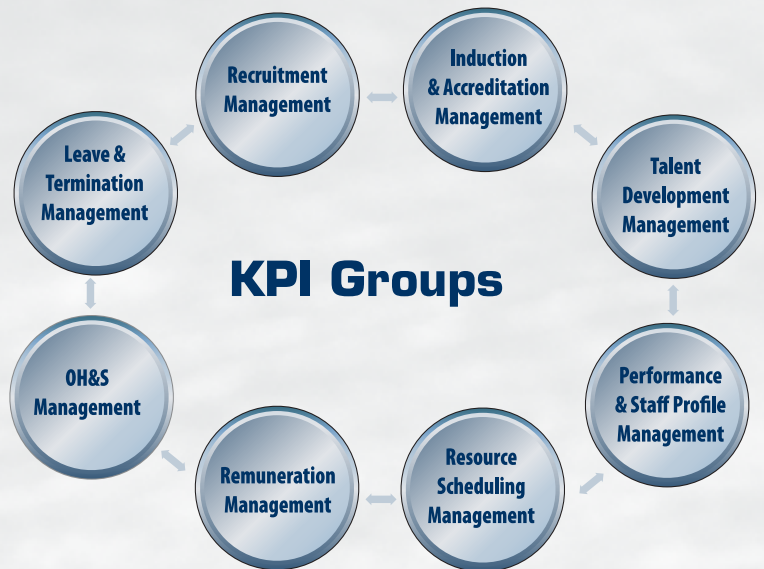 Recruitment
Management
Induction
& Accreditation
Management
Leave &
Termination
Management
Talent
Development
Management
KPI Groups
OH&S
Management
Performance
& Staff Profile
Management
Remuneration
Management
Resource
Scheduling
Management